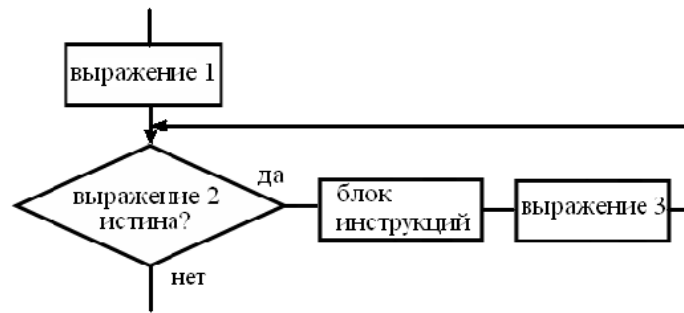 выражение 1
выражение 2
истина?
да
блок
инструкций
выражение 3
нет